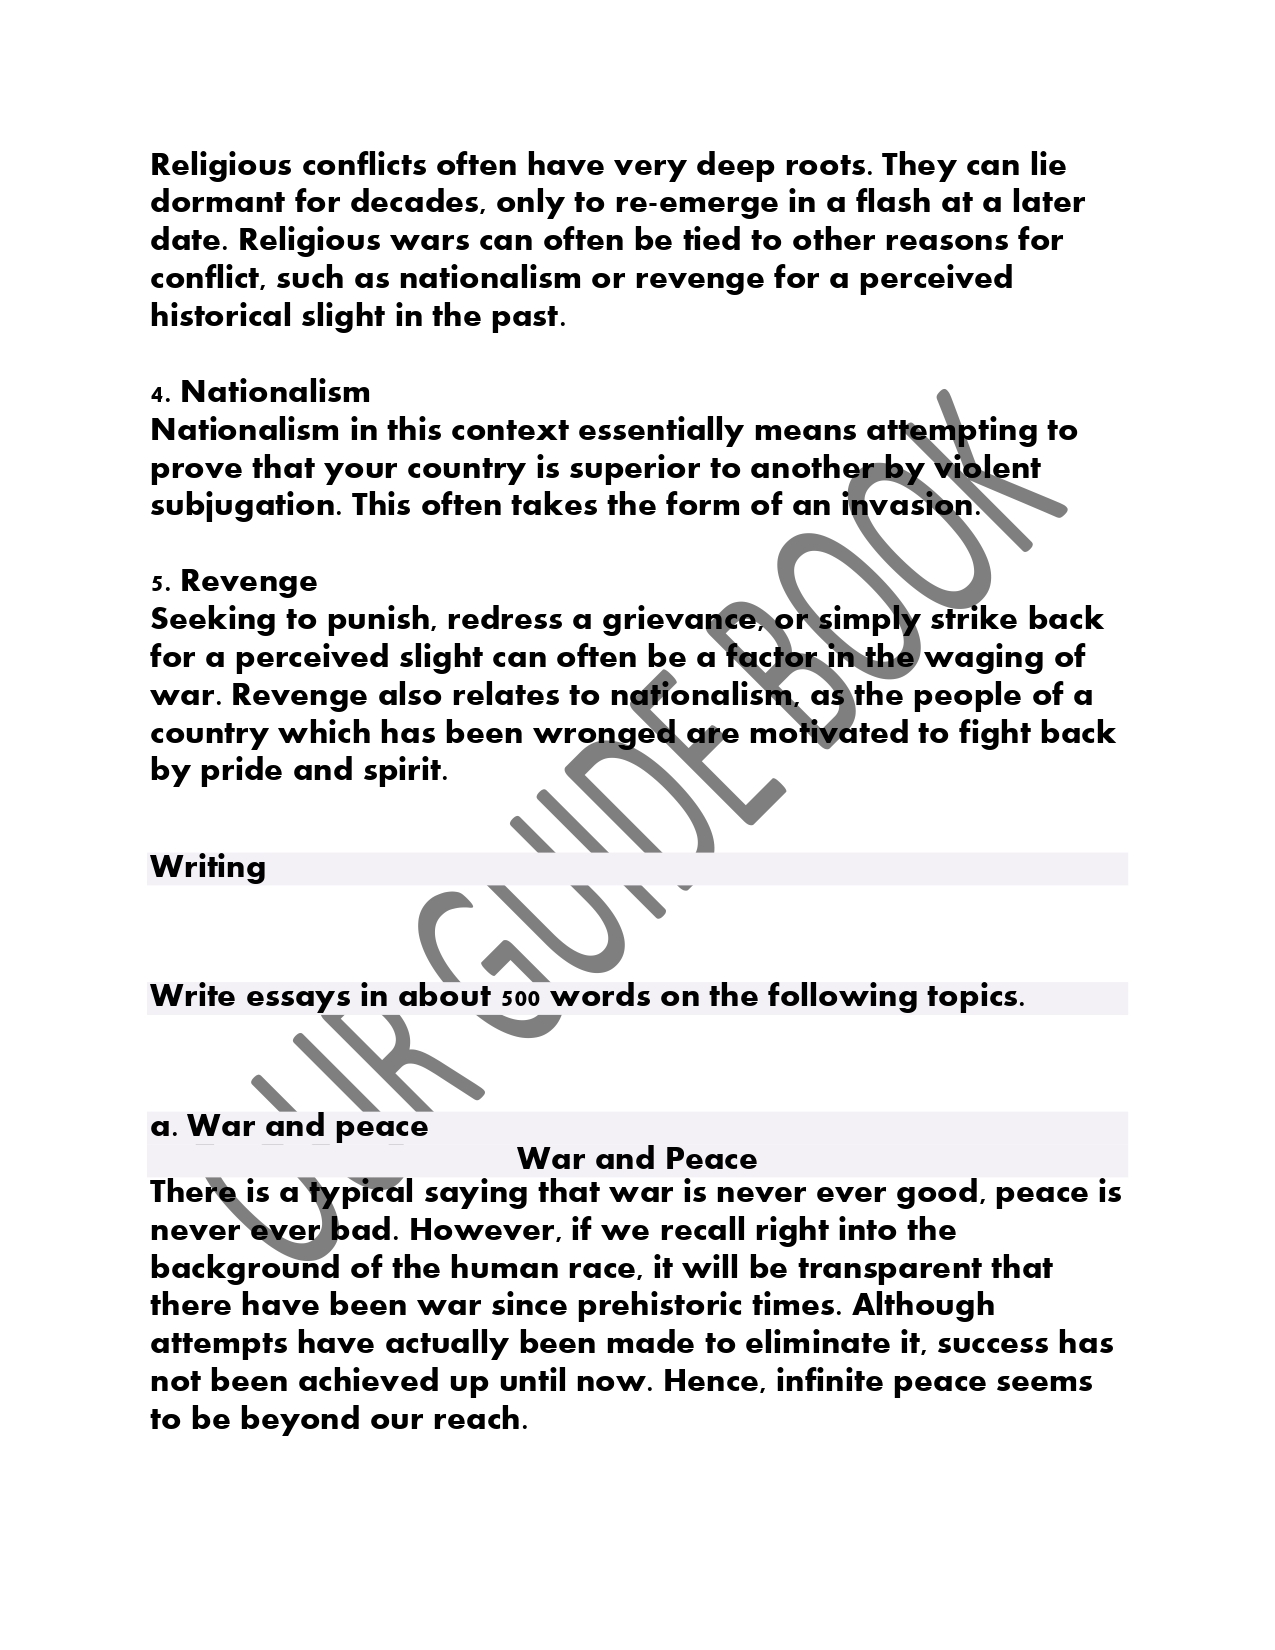 Religious conflicts often have very deep roots. They can lie
dormant for decades, only to re-emerge in a flash at a later
date. Religious wars can often be tied to other reasons for
conflict, such as nationalism or revenge for a perceived
historical slight in the past.
4. Nationalism
Nationalism in this context essentially means attempting to
prove that your country is superior to another by violent
subjugation. This often takes the form of an invasion.
5. Revenge
Seeking to punish, redress a grievance, or simply strike back
for a perceived slight can often be a factor in the waging of
war. Revenge also relates to nationalism, as the people of a
country which has been wronged are motivated to fight back
by pride and spirit.
Writing
Write essays in about 500 words on the following topics.
a. War and peace
War and Peace
There is a typical saying that war is never ever good, peace is
never ever bad. However, if we recall right into the
background of the human race, it will be transparent that
there have been war since prehistoric times. Although
attempts have actually been made to eliminate it, success has
not been achieved up until now. Hence, infinite peace seems
to be beyond our reach.
OUR GUIDE BOOK